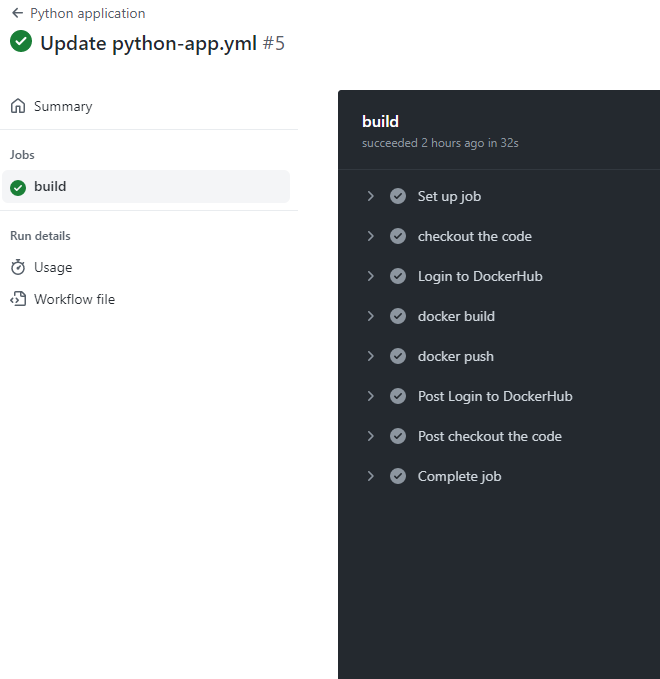 Python application
Update python-app.yml #5
Summary
Jobs
build
Run details
Usage
Workflow file
build
succeeded 2 hours ago in 32s
Set up job
checkout the code
Login to DockerHub
docker build
docker push
Post Login to DockerHub
Post checkout the code
Complete job